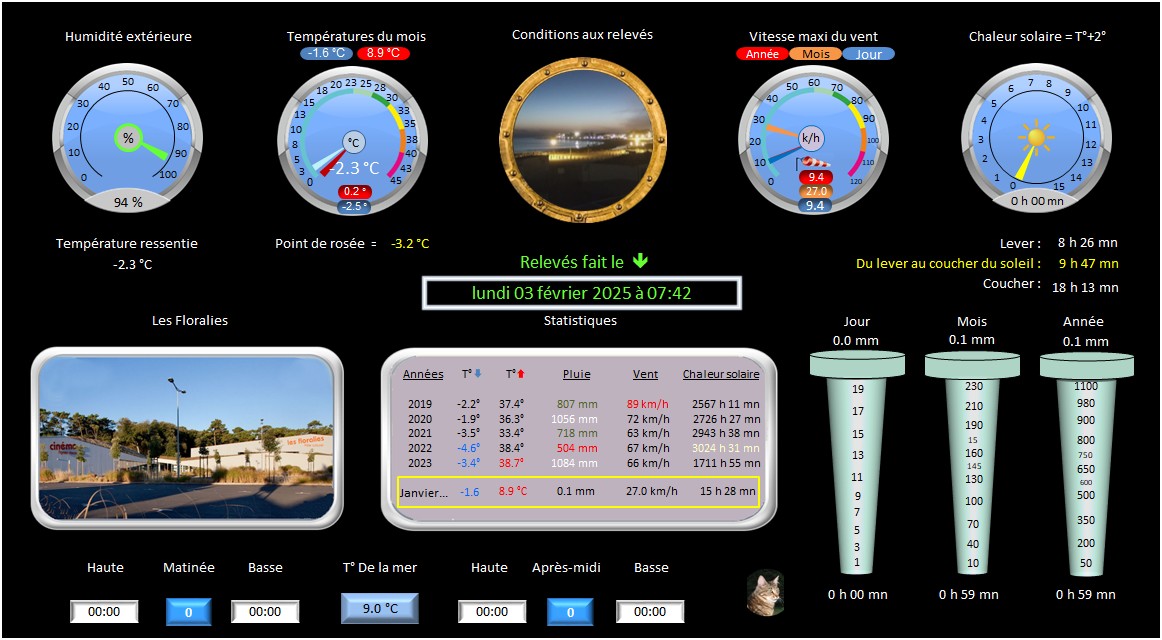 Humidité extérieure
Températures du mois
-1.6 °C 8.9 °C
Conditions aux relevés
Vitesse maxi du vent
Année Mois Jour
Chaleur solaire = T°+2°
0 10 20 30 40 50 60 70 80 90 100
%
94 %
0 3 5 8 10 13 15 18 20 23 25 28 30 33 35 38 40 43 45
°C
-2.3 °C
0.2 °
-2.5 °
0 10 20 30 40 50 60 70 80 90 100 110 120
k/h
9.4
27.0
9.4
0 1 2 3 4 5 6 7 8 9 10 11 12 13 14 15
0 h 00 mn
Température ressentie
-2.3 °C
Point de rosée = -3.2 °C
Relevés fait le
lundi 03 février 2025 à 07:42
Lever : 8 h 26 mn
Du lever au coucher du soleil : 9 h 47 mn
Coucher : 18 h 13 mn
Les Floralies
cinéma
les floralies
Statistiques
Années T° T° Pluie Vent Chaleur solaire
2019 -2.2° 37.4° 807 mm 89 km/h 2567 h 11 mn
2020 -1.9° 36.3° 1056 mm 72 km/h 2726 h 27 mn
2021 -3.5° 33.4° 718 mm 63 km/h 2943 h 38 mn
2022 -4.6° 38.4° 504 mm 67 km/h 3024 h 31 mn
2023 -3.4° 38.7° 1084 mm 66 km/h 1711 h 55 mn
Janvier... -1.6 8.9 °C 0.1 mm 27.0 km/h 15 h 28 mn
Jour
0.0 mm
19
17
15
13
11
9
7
5
3
1
0 h 00 mn
Mois
0.1 mm
230
210
190
15
160
145
130
100
70
40
10
0 h 59 mn
Année
0.1 mm
1100
980
900
800
750
650
600
500
350
200
50
0 h 59 mn
Haute Matinée Basse
00:00 0 00:00
T° De la mer
9.0 °C
Haute Après-midi Basse
00:00 0 00:00